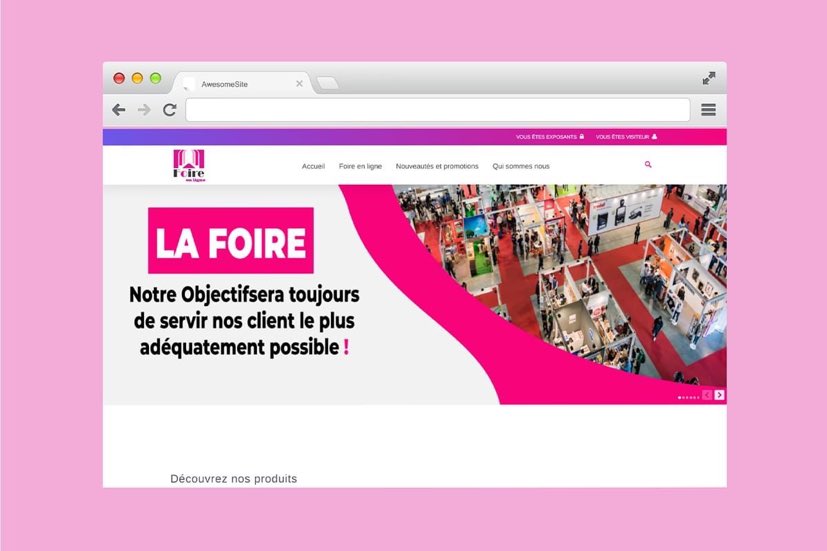 AwesomeSite
VOUS ÊTES EXPOSANTS
VOUS ÊTES VISITEUR
Foire
en ligne
Accueil
Foire en ligne
Nouveautés et promotions
Qui sommes nous
LA FOIRE
Notre Objectifsera toujours
de servir nos client le plus
adéquatement possible !
Découvrez nos produits